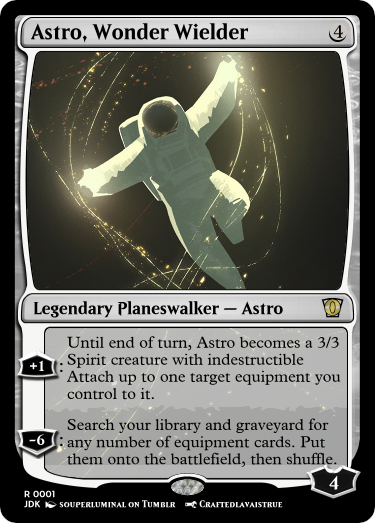 Astro, Wonder Wielder 4
Legendary Planeswalker — Astro
+1: Until end of turn, Astro becomes a 3/3
Spirit creature with indestructible
Attach up to one target equipment you
control to it.
-6: Search your library and graveyard for
any number of equipment cards. Put
them onto the battlefield, then shuffle.
4
R 0001
JDK SOUPERLUMINAL ON TUMBLR CRAFTEDLAVAISTRUE